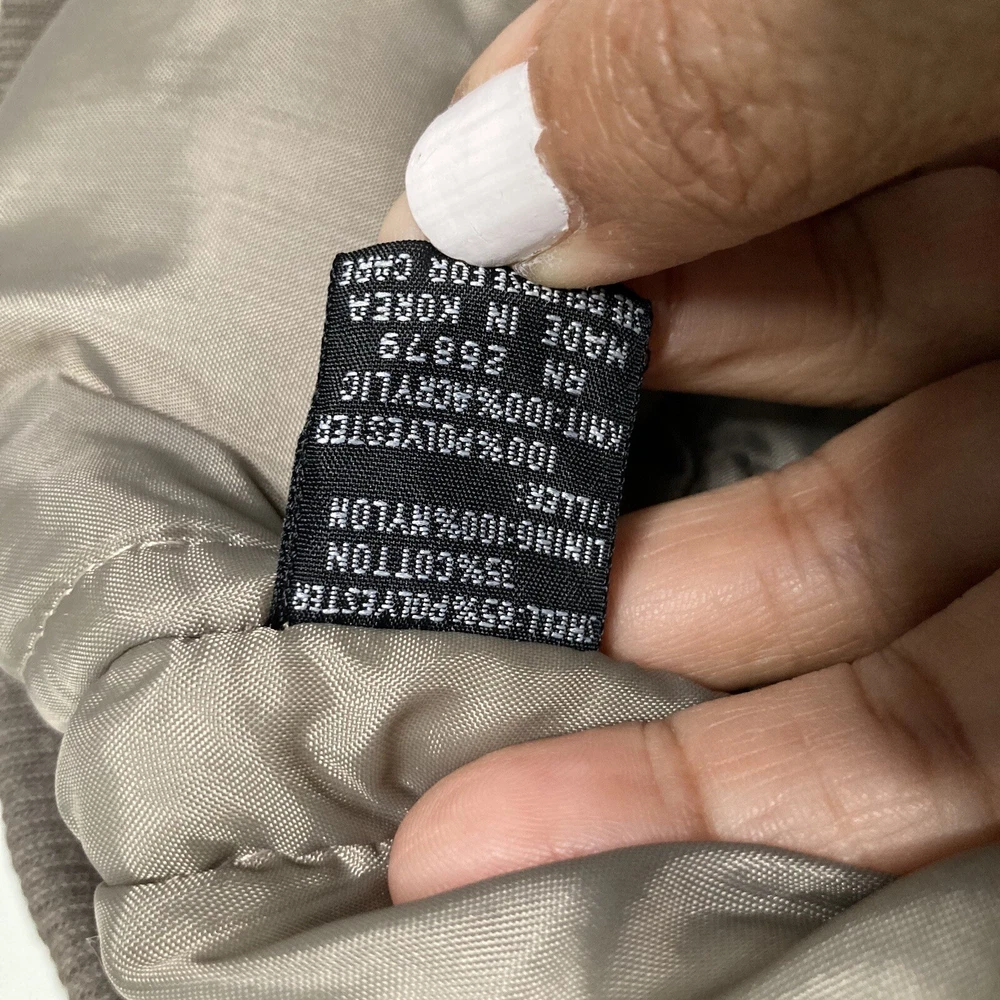 SHELL:65%POLYESTER
35%COTTON
LINING:100%NYLON
FILLER:
100%POLYESTER
KNIT:100%ACRYLIC
RN 26879
MADE IN KOREA
SEE REVERSE FOR CARE